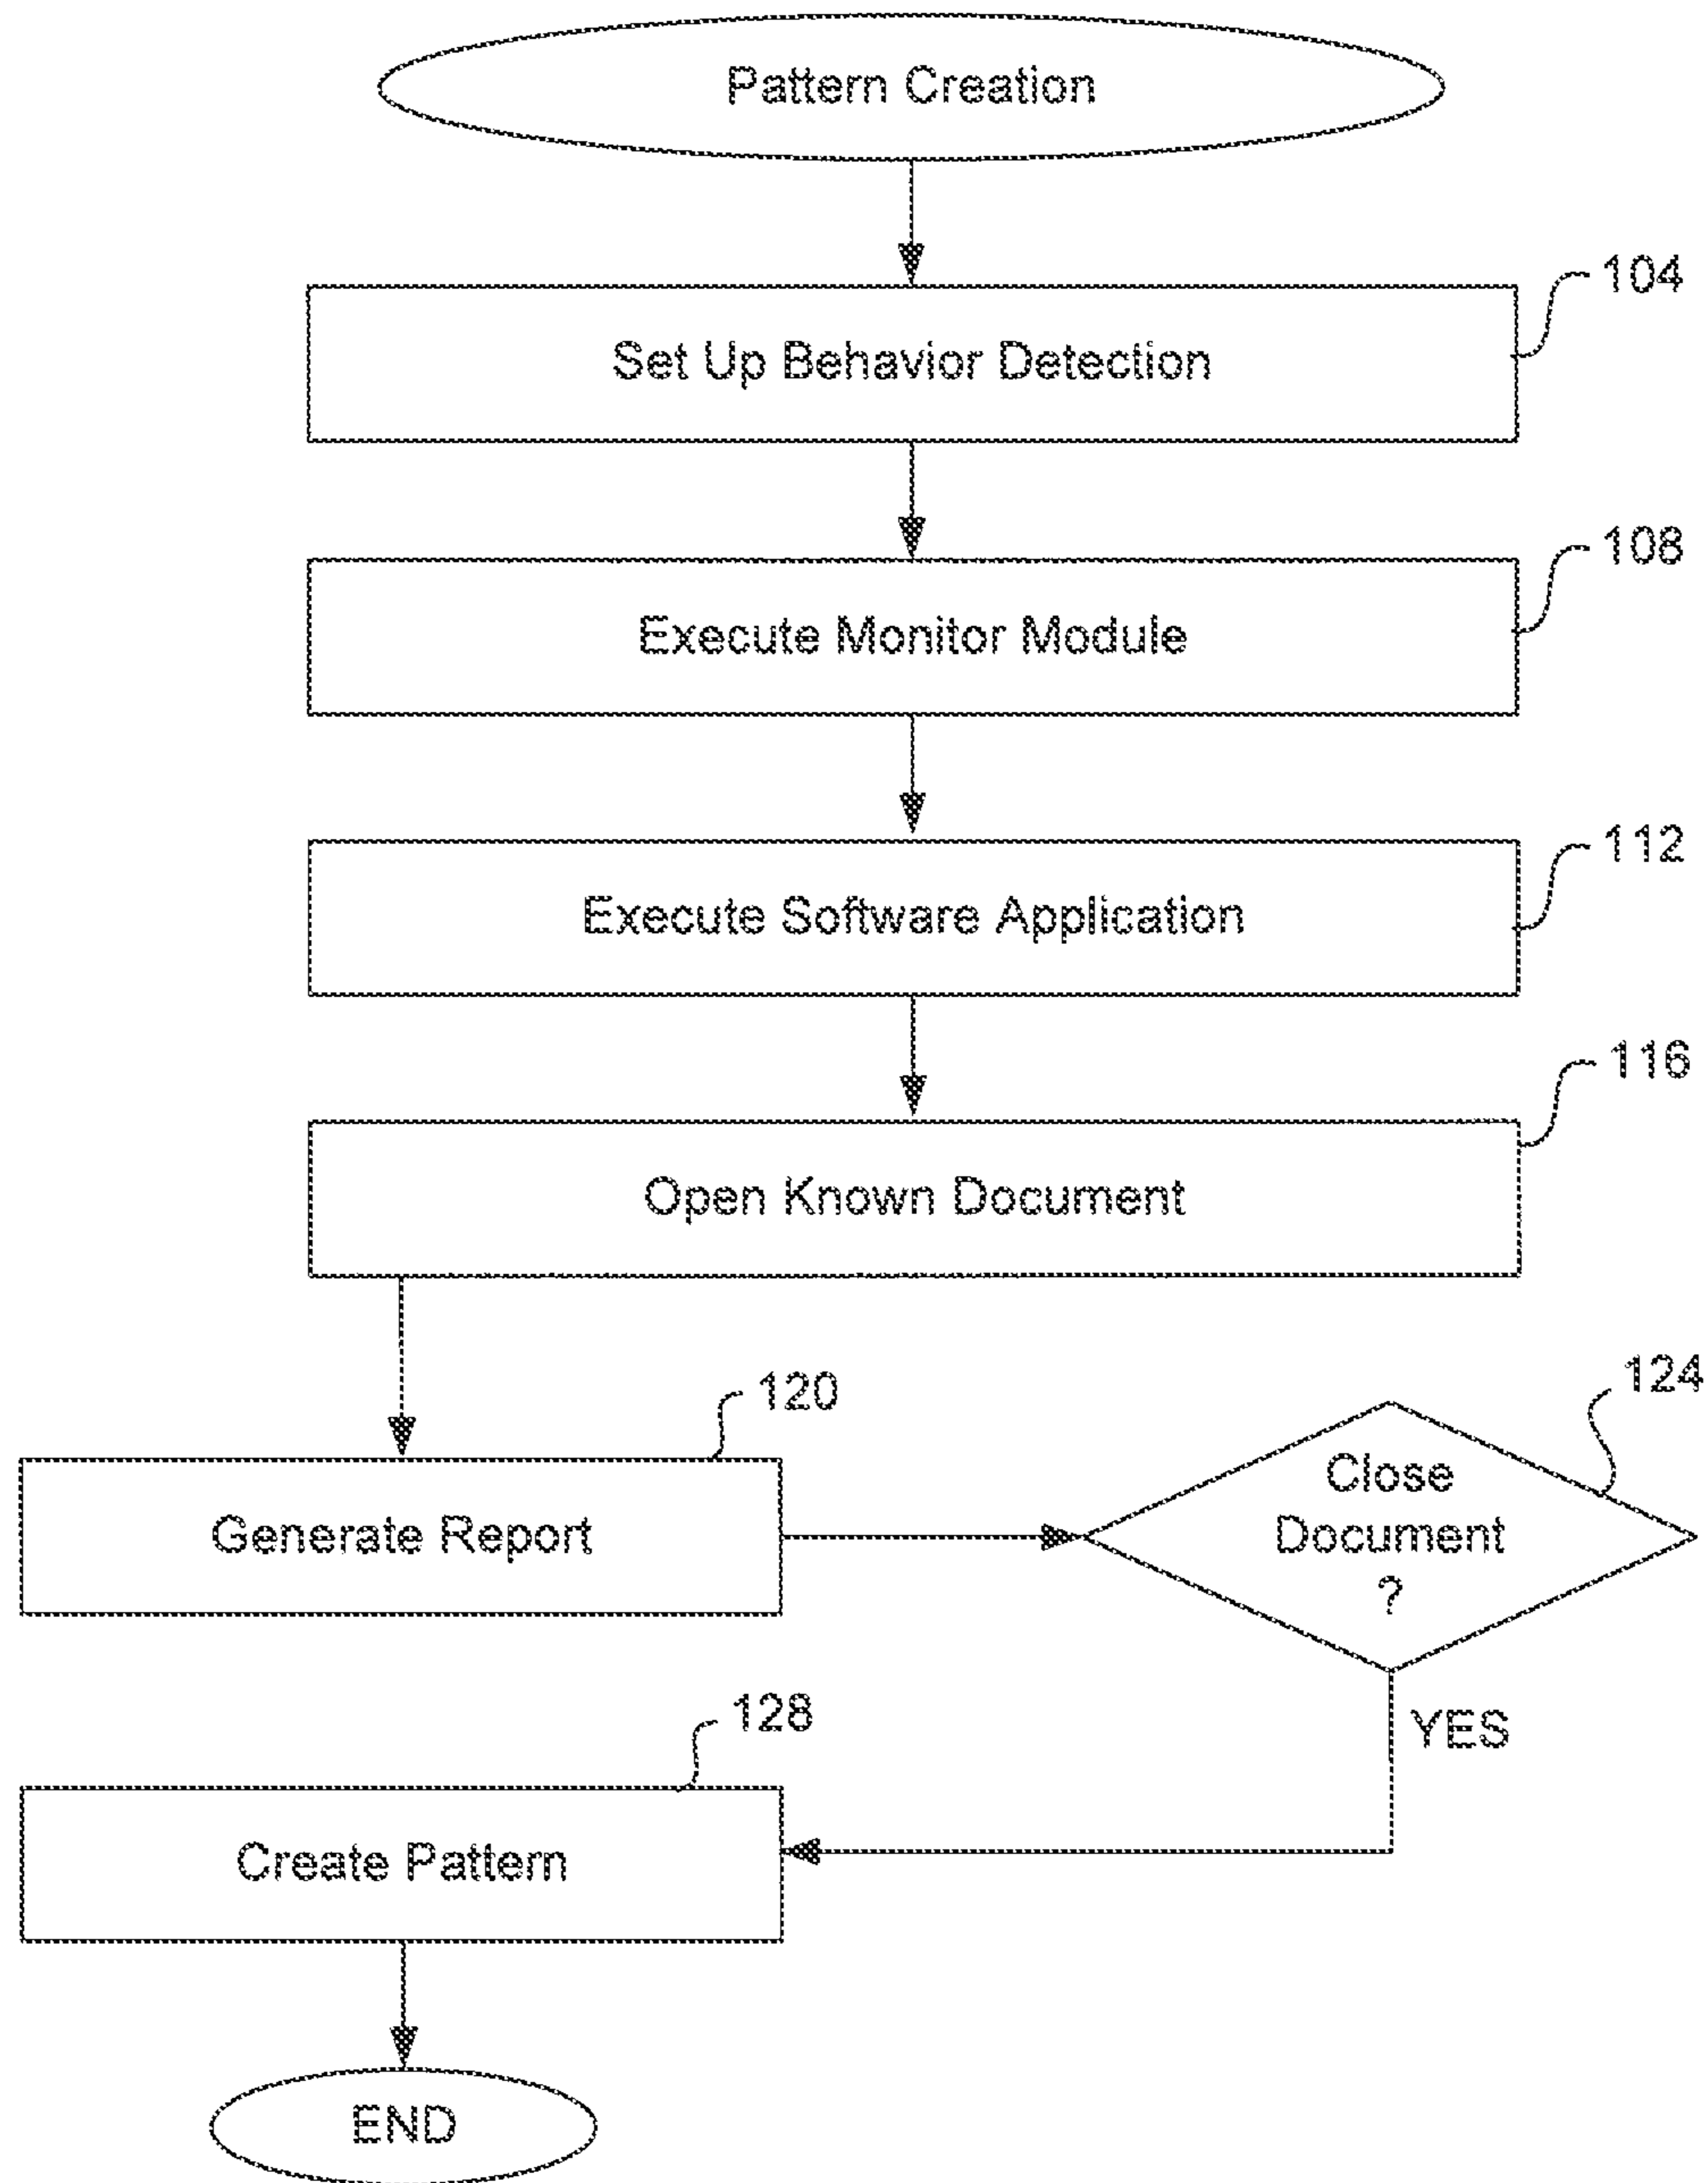 Pattern Creation
104
Set Up Behavior Detection
108
Execute Monitor Module
112
Execute Software Application
116
Open Known Document
120
124
Generate Report
Close
Document
?
128
YES
Create Pattern
END